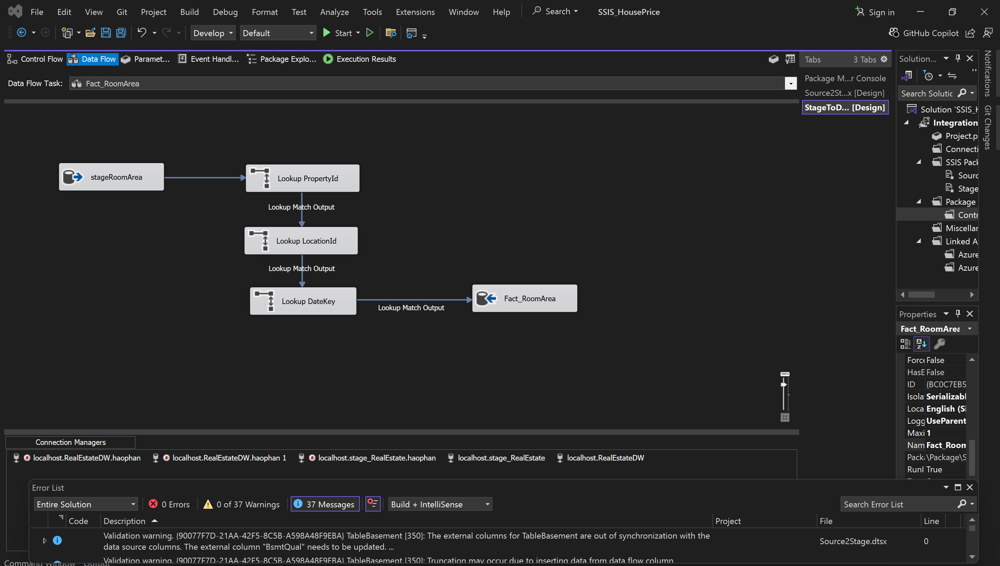 File Edit View Git Project Build Debug Format Test Analyze Tools Extensions Window Help Search SSIS_HousePrice Sign in
Develop Default Start GitHub Copilot
Control Flow Data Flow Paramet... Event Handl... Package Explo... Execution Results
Data Flow Task: Fact_RoomArea
stageRoomArea
Lookup PropertyId
Lookup Match Output
Lookup LocationId
Lookup Match Output
Lookup DateKey
Lookup Match Output
Fact_RoomArea
200%
Tabs 3 Tabs
Package M...r Console
Source2St...x [Design]
StageToD... [Design]
Solution...
Search Solutic
Solution 'SSIS_H
Integration
Project.p
Connecti
SSIS Pack
Sourc
Stage
Package
Contr
Miscellar
Linked A
Azure
Azure
Notifications
Git Changes
Properties
Fact_RoomArea
Force False
HasE False
ID {BC0C7EB5
Isola Serializabl
Loca English (Si
Logg UseParent
Maxi 1
Nam Fact_Room
Pack \Package\S
RunI True
Connection Managers
localhost.RealEstateDW.haophan localhost.RealEstateDW.haophan 1 localhost.stage_RealEstate.haophan localhost.stage_RealEstate localhost.RealEstateDW
Error List
Entire Solution 0 Errors 0 of 37 Warnings 37 Messages Build + IntelliSense Search Error List
Code Description Project File Line
Validation warning. {90077F7D-21AA-42F5-8C5B-A598A48F9EBA} TableBasement [350]: The external columns for TableBasement are out of synchronization with the
data source columns. The external column "BsmtQual" needs to be updated. ...
Source2Stage.dtsx 0
Validation warning. {90077F7D-21AA-42F5-8C5B-A598A48F9EBA} TableBasement [350]: Truncation may occur due to inserting data from data flow column
Command Window Output